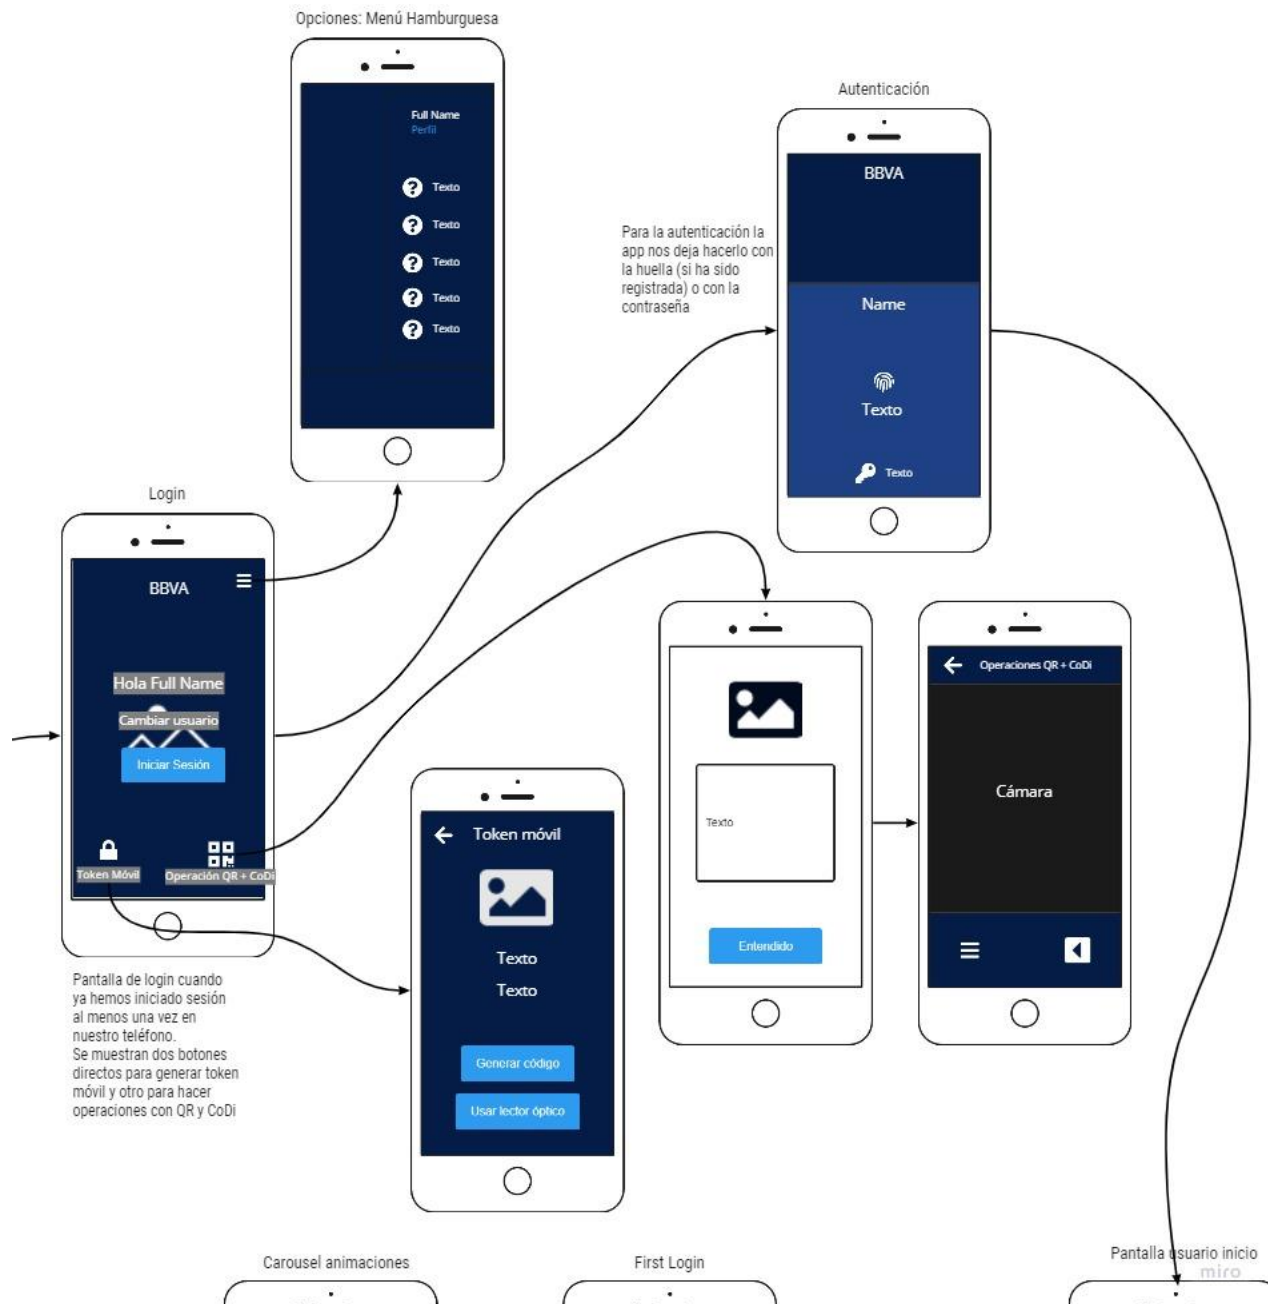 Opciones: Menú Hamburguesa
Full Name
Perfil
Texto
Texto
Texto
Texto
Texto
Autenticación
BBVA
Name
Texto
Texto
Para la autenticación la
app nos deja hacerlo con
la huella (si ha sido
registrada) o con la
contraseña
Login
BBVA
Hola Full Name
Cambiar usuario
Iniciar Sesión
Token Móvil
Operación QR + CoDi
Pantalla de login cuando
ya hemos iniciado sesión
al menos una vez en
nuestro teléfono.
Se muestran dos botones
directos para generar token
móvil y otro para hacer
operaciones con QR y CoDi
Token móvil
Texto
Texto
Generar código
Usar lector óptico
Texto
Entendido
Operaciones QR + CoDi
Cámara
Carousel animaciones
First Login
Pantalla usuario inicio
miro